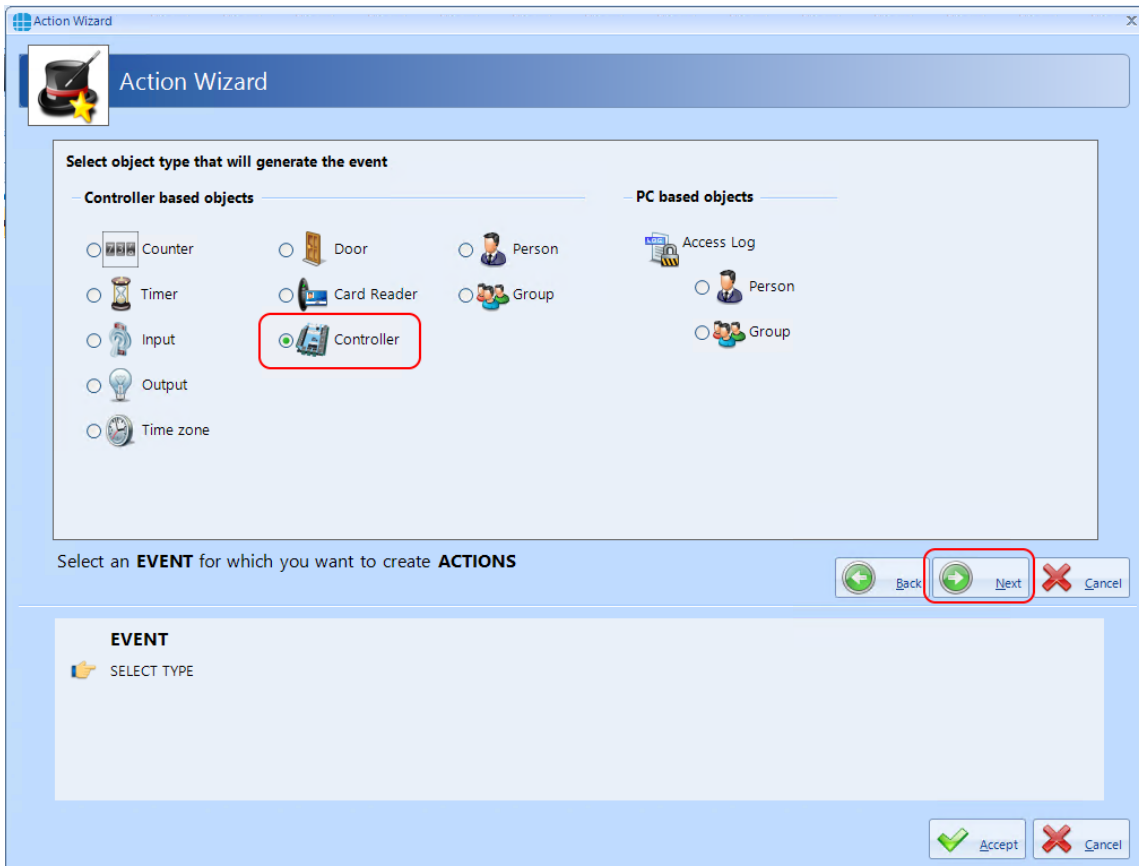 Action Wizard
Action Wizard
Select object type that will generate the event
Controller based objects
PC based objects
Counter
Door
Person
Access Log
Timer
Card Reader
Group
Person
Input
Controller
Group
Output
Time zone
Select an EVENT for which you want to create ACTIONS
Back
Next
Cancel
EVENT
SELECT TYPE
Accept
Cancel